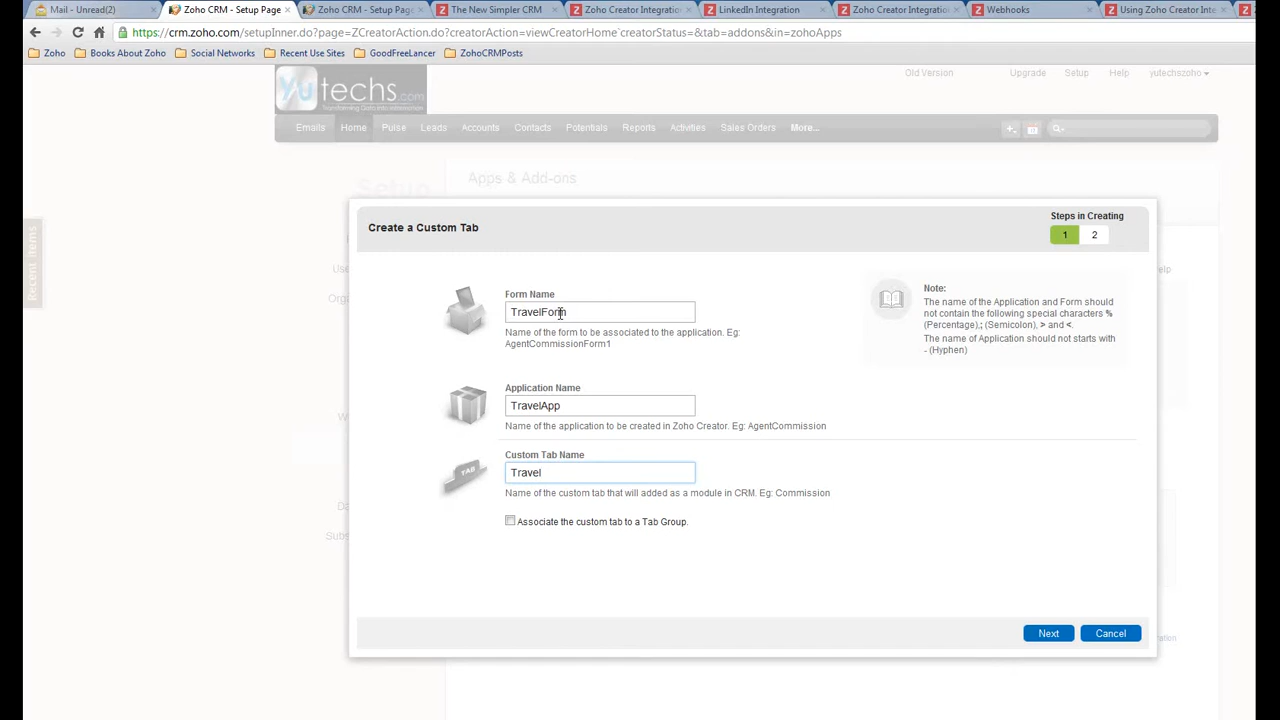 Mail - Unread(2)
Zoho CRM - Setup Page
Zoho CRM - Setup Page
The New Simpler CRM
Zoho Creator Integration
LinkedIn Integration
Zoho Creator Integrati
Webhooks
Using Zoho Creator Inte
https://crm.zoho.com/setupInner.do?page=ZCreatorAction.do?creatorAction=viewCreatorHome`creatorStatus=&tab=addons&in=zohoApps
Zoho
Books About Zoho
Social Networks
Recent Use Sites
GoodFreeLancer
ZohoCRMPosts
Yutechs.com
Old Version
Upgrade
Setup
Help
yutechszoho
Emails
Home
Pulse
Leads
Accounts
Contacts
Potentials
Reports
Activities
Sales Orders
More...
Setup
Apps & Add-ons
Recent Items
Create a Custom Tab
Steps in Creating
1 2
Form Name
TravelForm
Name of the form to be associated to the application. Eg:
AgentCommissionForm1
Note:
The name of the Application and Form should
not contain the following special characters %
(Percentage),; (Semicolon), > and <.
The name of Application should not starts with
- (Hyphen)
Application Name
TravelApp
Name of the application to be created in Zoho Creator. Eg: AgentCommission
TAB
Custom Tab Name
Travel
Name of the custom tab that will added as a module in CRM. Eg: Commission
Associate the custom tab to a Tab Group.
Next
Cancel